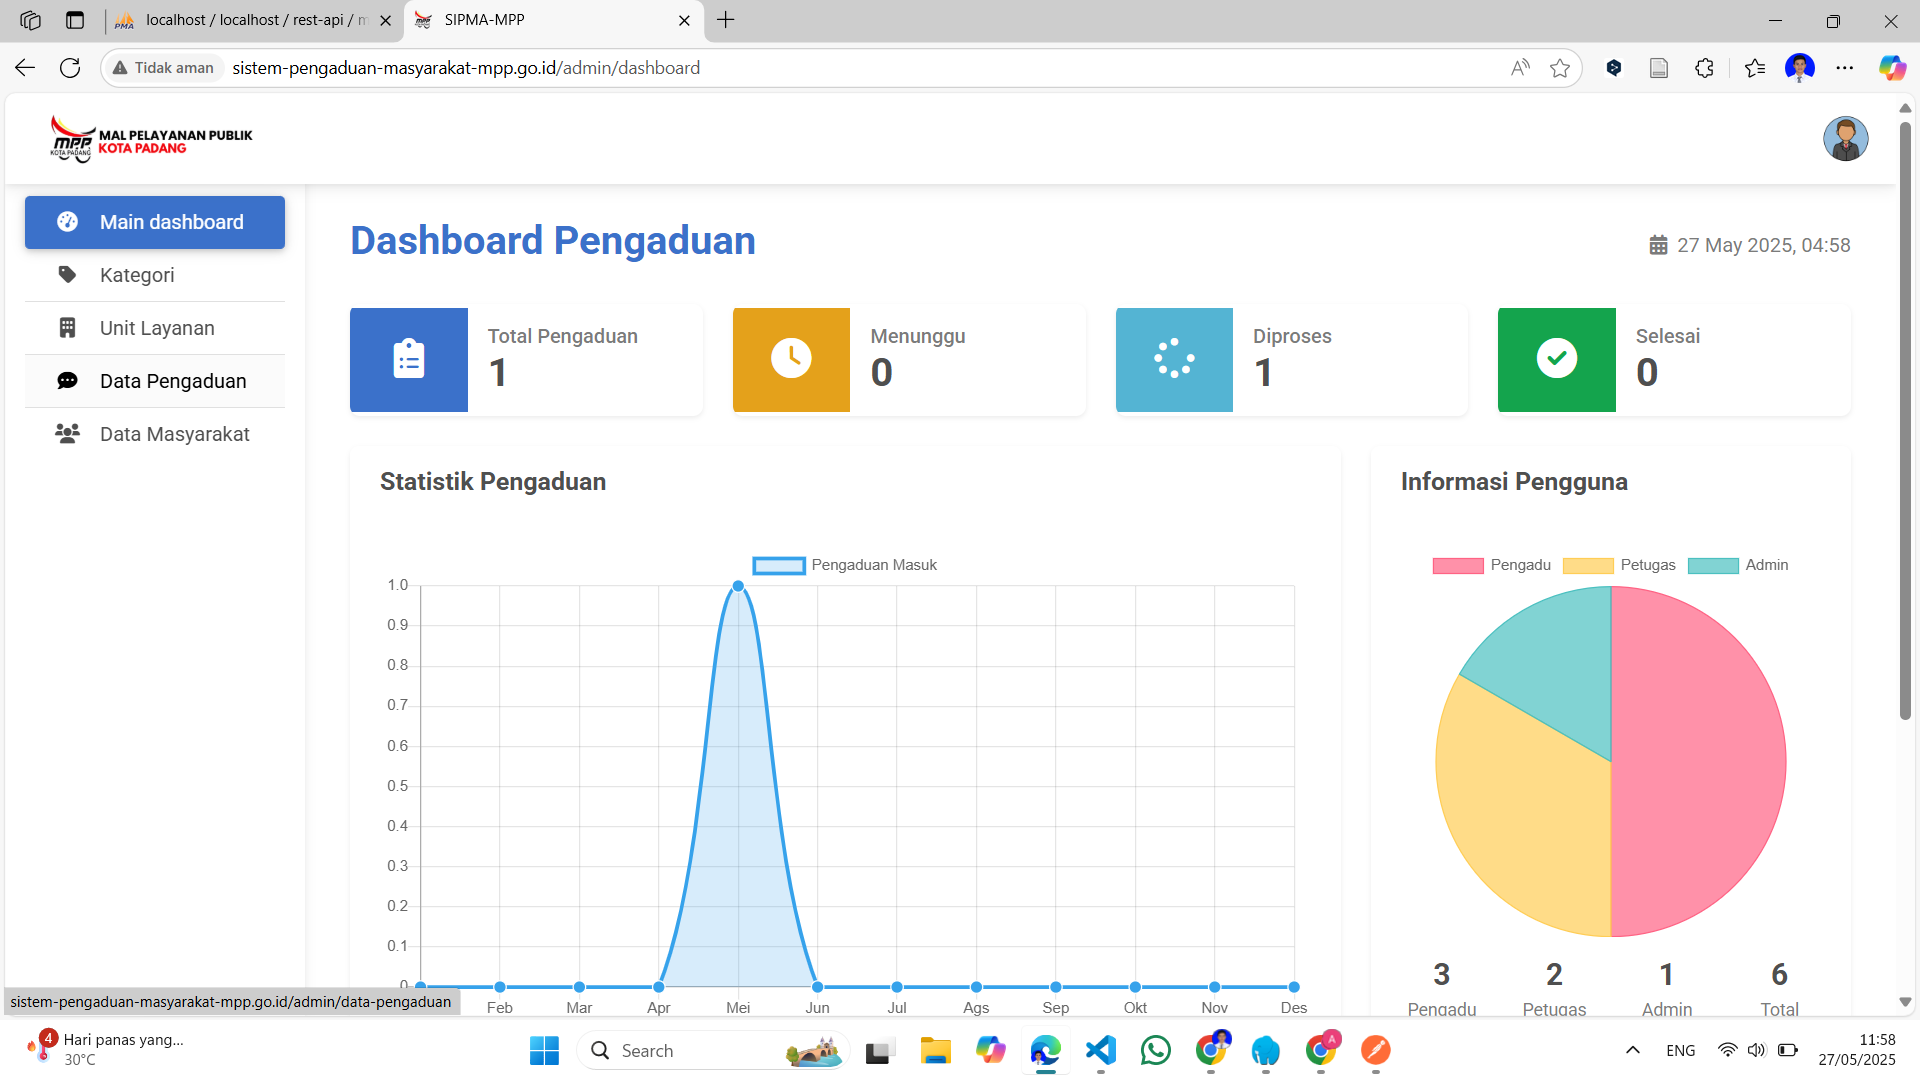 localhost / localhost / rest-api / m
SIPMA-MPP
Tidak aman
sistem-pengaduan-masyarakat-mpp.go.id/admin/dashboard
MPP
KOTA PADANG
MAL PELAYANAN PUBLIK
KOTA PADANG
Main dashboard
Kategori
Unit Layanan
Data Pengaduan
Data Masyarakat
Dashboard Pengaduan
27 May 2025, 04:58
Total Pengaduan
1
Menunggu
0
Diproses
1
Selesai
0
Statistik Pengaduan
Pengaduan Masuk
1.0
0.9
0.8
0.7
0.6
0.5
0.4
0.3
0.2
0.1
0
Feb Mar Apr Mei Jun Jul Ags Sep Okt Nov Des
Informasi Pengguna
Pengadu Petugas Admin
3 2 1 6
Pengadu Petugas Admin Total
sistem-pengaduan-masyarakat-mpp.go.id/admin/data-pengaduan
4
Hari panas yang...
30°C
Search
A
ENG
11:58
27/05/2025